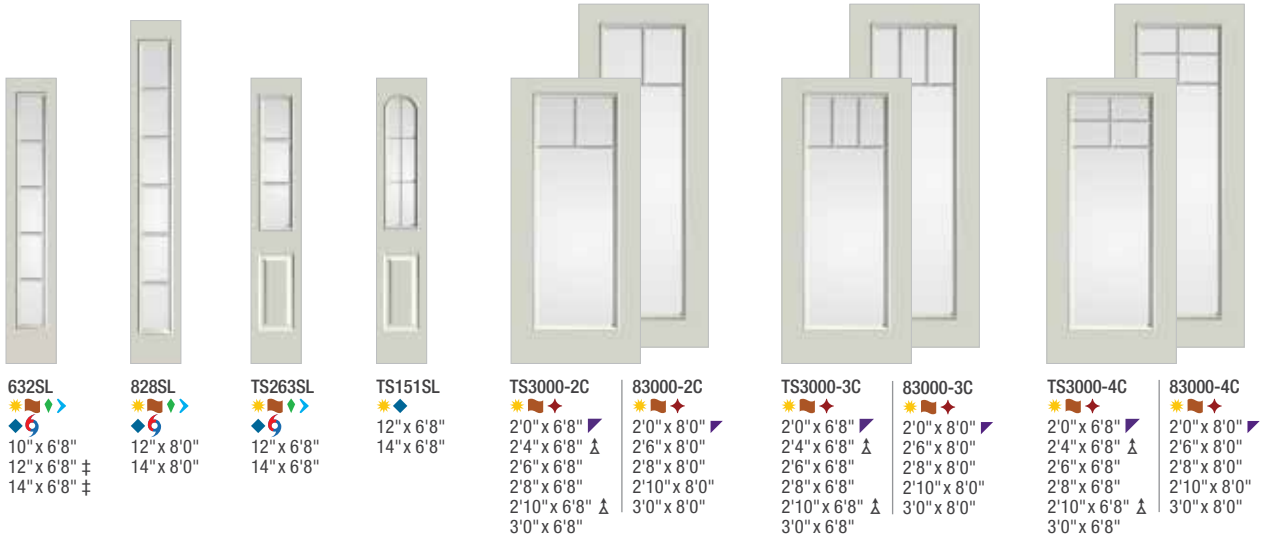 632SL
10" x 6'8"
12" x 6'8" ‡
14" x 6'8" ‡
828SL
12" x 8'0"
14" x 8'0"
TS263SL
12" x 6'8"
14" x 6'8"
TS151SL
12" x 6'8"
14" x 6'8"
TS3000-2C
2'0" x 6'8"
2'4" x 6'8"
2'6" x 6'8"
2'8" x 6'8"
2'10" x 6'8"
3'0" x 6'8"
83000-2C
2'0" x 8'0"
2'6" x 8'0"
2'8" x 8'0"
2'10" x 8'0"
3'0" x 8'0"
TS3000-3C
2'0" x 6'8"
2'4" x 6'8"
2'6" x 6'8"
2'8" x 6'8"
2'10" x 6'8"
3'0" x 6'8"
83000-3C
2'0" x 8'0"
2'6" x 8'0"
2'8" x 8'0"
2'10" x 8'0"
3'0" x 8'0"
TS3000-4C
2'0" x 6'8"
2'4" x 6'8"
2'6" x 6'8"
2'8" x 6'8"
2'10" x 6'8"
3'0" x 6'8"
83000-4C
2'0" x 8'0"
2'6" x 8'0"
2'8" x 8'0"
2'10" x 8'0"
3'0" x 8'0"